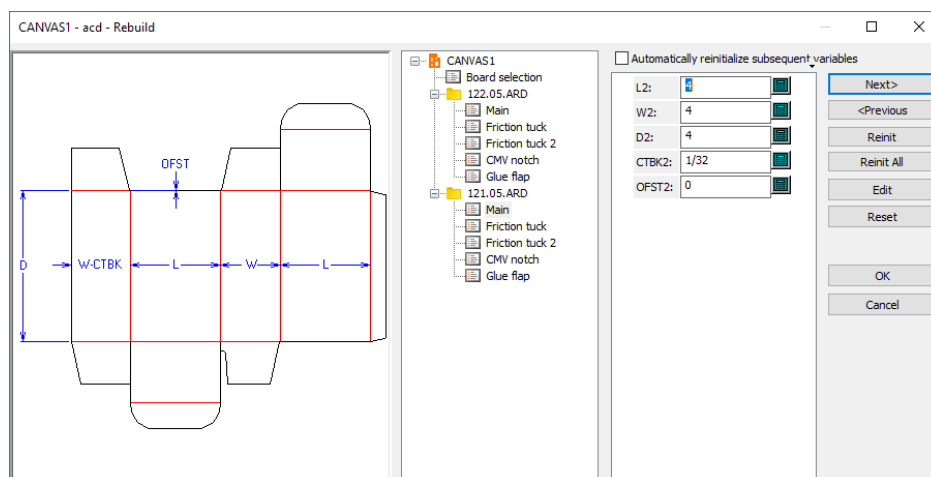 CANVAS1 - acd - Rebuild
OFST
D
W-CTBK
L
W
L
CANVAS1
Board selection
122.05.ARD
Main
Friction tuck
Friction tuck 2
CMV notch
Glue flap
121.05.ARD
Main
Friction tuck
Friction tuck 2
CMV notch
Glue flap
Automatically reinitialize subsequent variables
L2: 4
W2: 4
D2: 4
CTBK2: 1/32
OFST2: 0
Next>
<Previous
Reinit
Reinit All
Edit
Reset
OK
Cancel